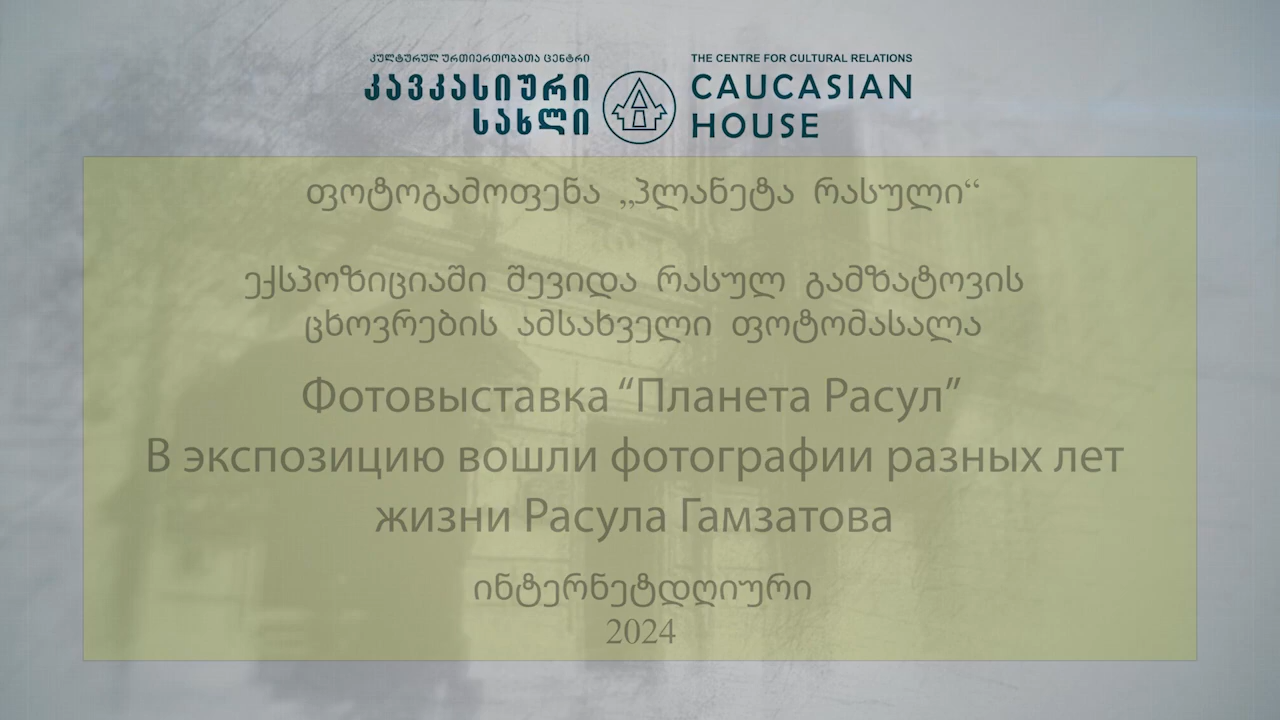 კულტურულ ურთიერთობათა ცენტრი
კავკასიური
სახლი
THE CENTRE FOR CULTURAL RELATIONS
CAUCASIAN
HOUSE
ფოტოგამოფენა „პლანეტა რასული“
ექსპოზიციაში შევიდა რასულ გამზატოვის
ცხოვრების ამსახველი ფოტომასალა
Фотовыставка “Планета Расул”
В экспозицию вошли фотографии разных лет
жизни Расула Гамзатова
ინტერნეტდღიური
2024